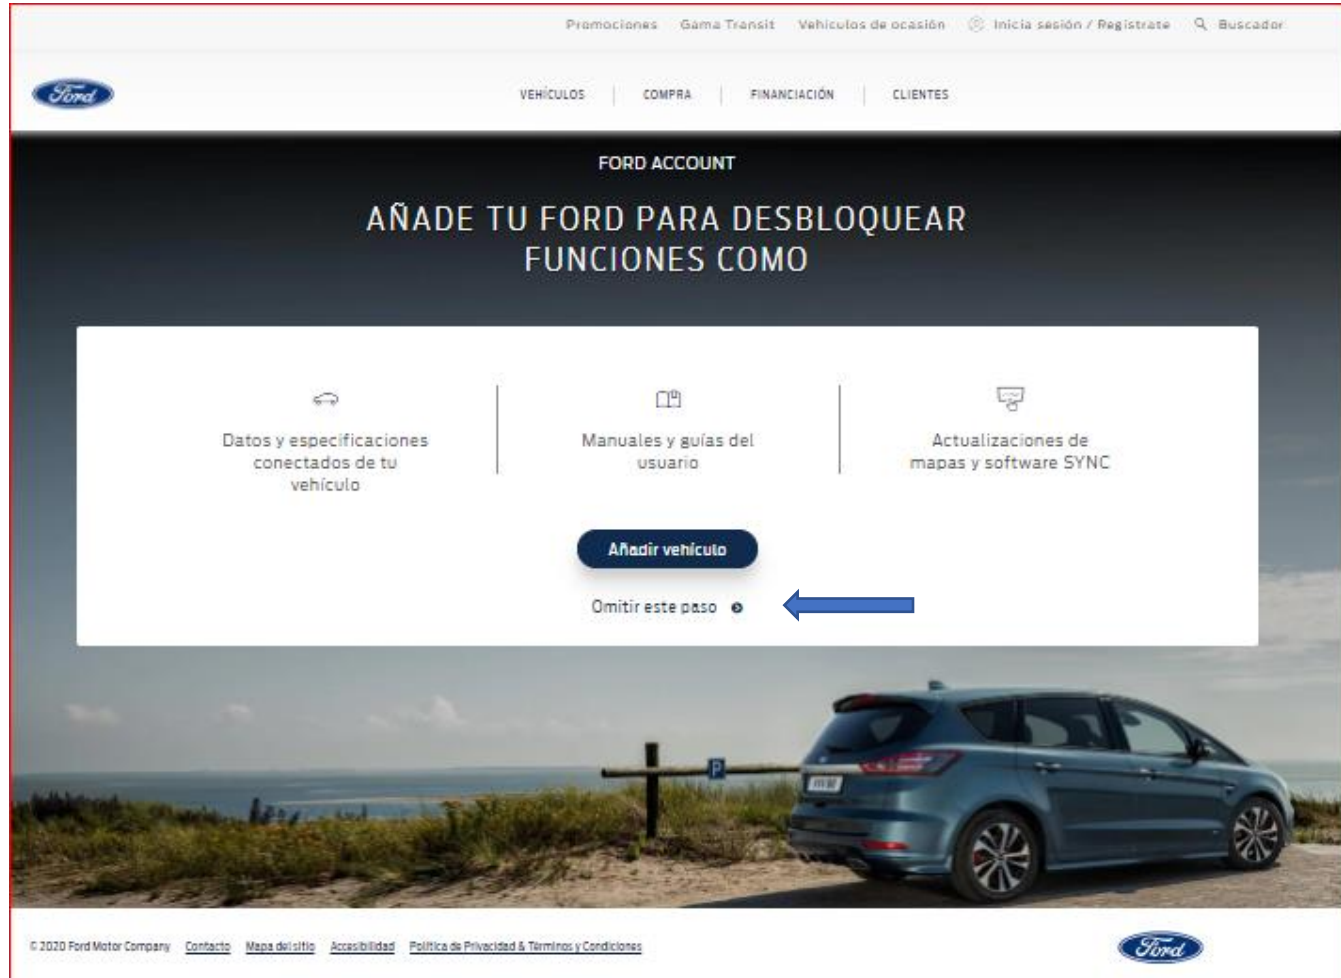 Promociones Gama Transit Vehículos de ocasión Inicia sesión / Regístrate Buscador
Ford
VEHÍCULOS COMPRA FINANCIACIÓN CLIENTES
FORD ACCOUNT
AÑADE TU FORD PARA DESBLOQUEAR
FUNCIONES COMO
Datos y especificaciones
conectados de tu
vehículo
Manuales y guías del
usuario
Actualizaciones de
mapas y software SYNC
Añadir vehículo
Omitir este paso
P
© 2020 Ford Motor Company Contacto Mapa del sitio Accesibilidad Política de Privacidad & Términos y Condiciones
Ford